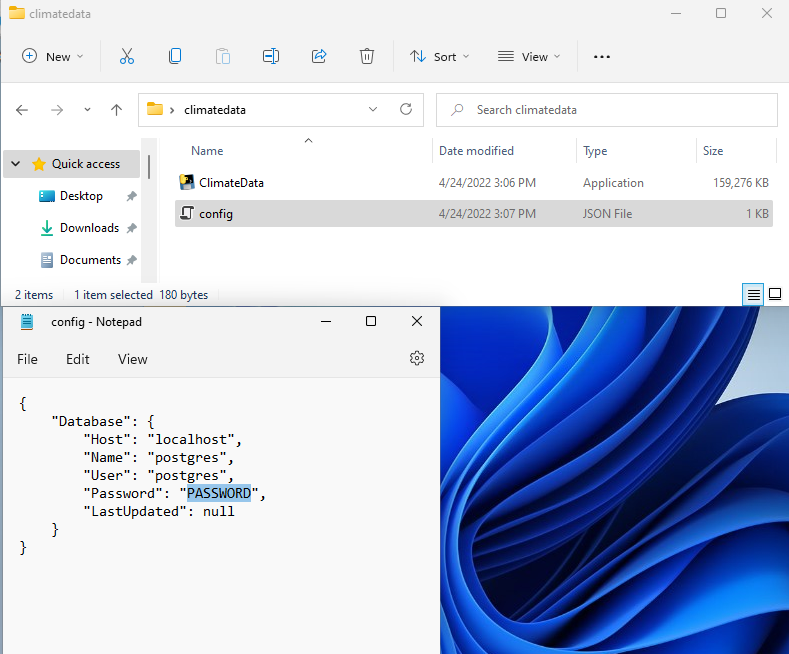 climatedata
New
Sort
View
climatedata
Search climatedata
Name
Date modified
Type
Size
Quick access
Desktop
Downloads
Documents
ClimateData 4/24/2022 3:06 PM Application 159,276 KB
config 4/24/2022 3:07 PM JSON File 1 KB
2 items 1 item selected 180 bytes
config - Notepad
File Edit View
{
"Database": {
"Host": "localhost",
"Name": "postgres",
"User": "postgres",
"Password": "PASSWORD",
"LastUpdated": null
}
}